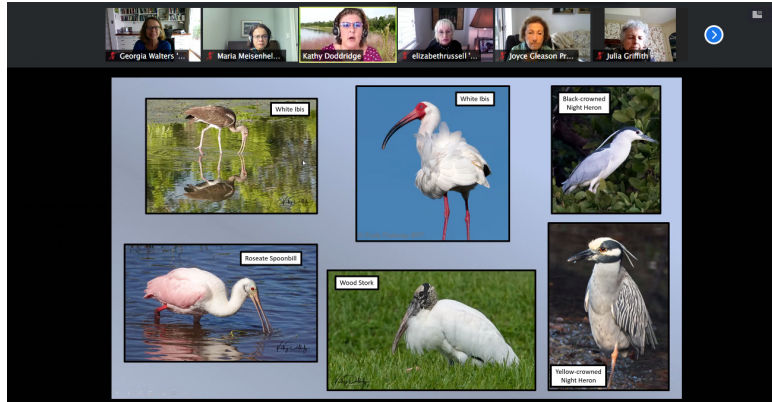 Georgia Walters '...
Maria Meisenhel...
Kathy Doddridge
elizabethrussell '...
Joyce Gleason Pr...
Julia Griffith
White Ibis
White Ibis
Black-crowned
Night Heron
Roseate Spoonbill
Wood Stork
Yellow-crowned
Night Heron